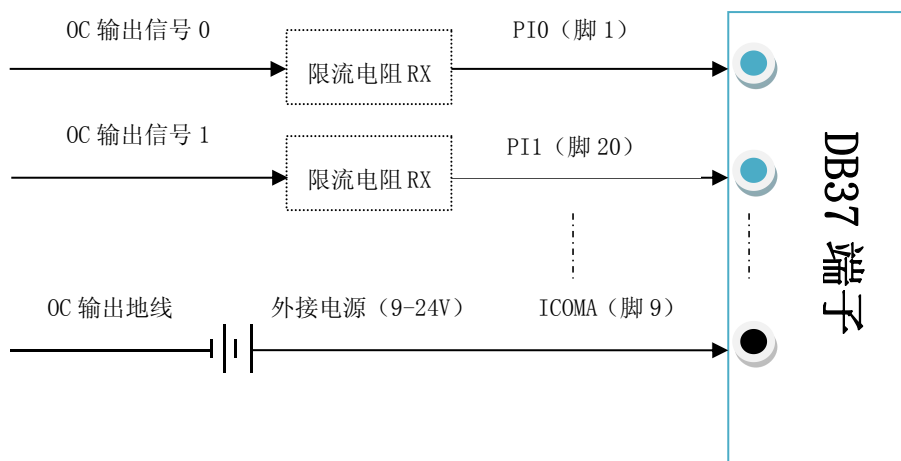 OC 输出信号 0
PI0（脚 1）
限流电阻 RX
OC 输出信号 1
PI1（脚 20）
限流电阻 RX
DB37 端子
OC 输出地线
外接电源（9-24V）
ICOMA（脚 9）